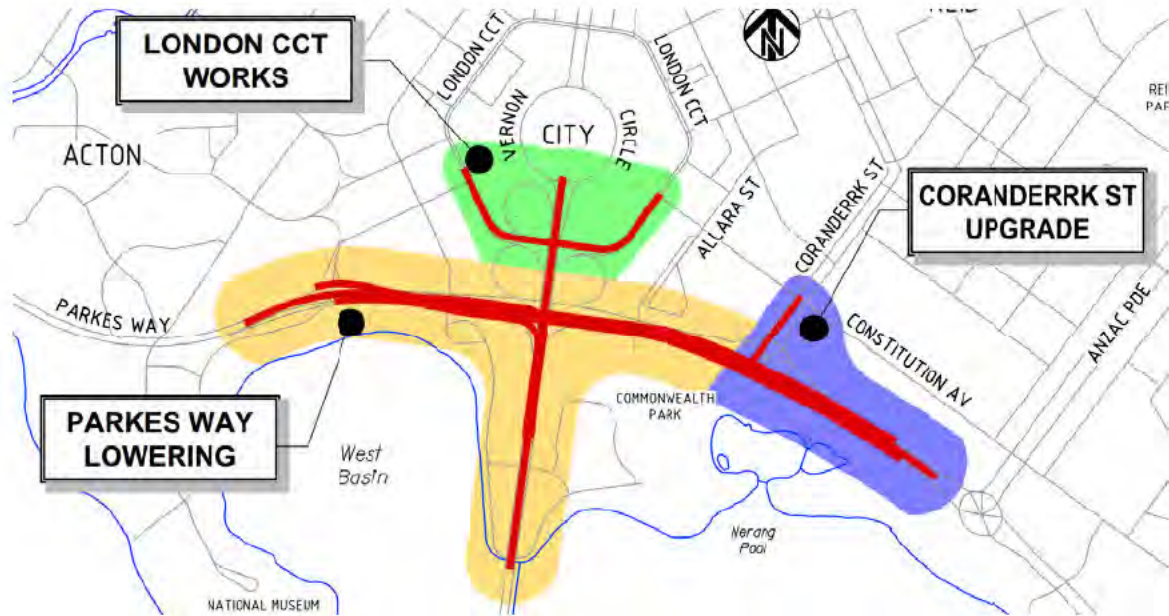 REID
LONDON CCT
WORKS
LONDON CCT
LONDON CCT
N
VERNON
CITY
CIRCLE
ACTON
CORANDERRK ST
CORANDERRK ST
UPGRADE
ALLARA ST
PARKES WAY
CONSTITUTION AV
ANZAC PDE
PARKES WAY
LOWERING
COMMONWEALTH
PARK
West
Basin
Nerang
Pool
NATIONAL MUSEUM